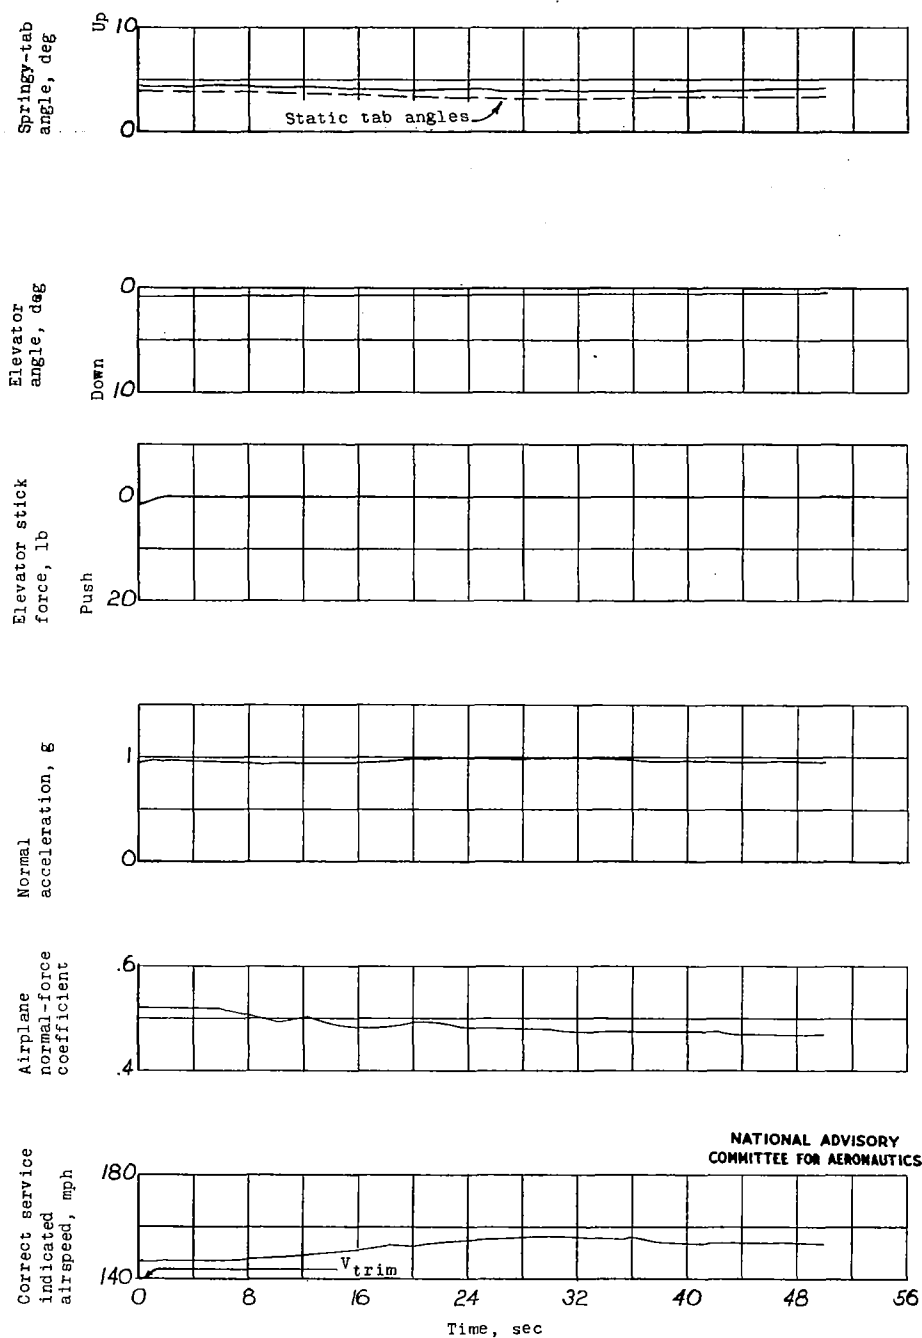 Springy-tab
angle, deg
Up 10
0
Static tab angles
Elevator
angle, deg
0
Down 10
Elevator stick
force, lb
0
Push 20
Normal
acceleration, g
1
0
Airplane
normal-force
coefficient
.6
.4
NATIONAL ADVISORY
COMMITTEE FOR AERONAUTICS
Correct service
indicated
airspeed, mph
180
140
Vtrim
0 8 16 24 32 40 48 56
Time, sec